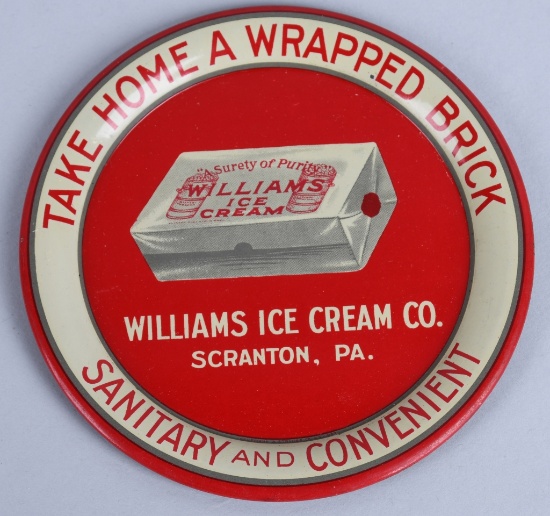 TAKE HOME A WRAPPED BRICK
"A Surety of Purity"
WILLIAMS
ICE
CREAM
WILLIAMS ICE CREAM CO.
SCRANTON, PA.
SANITARY AND CONVENIENT